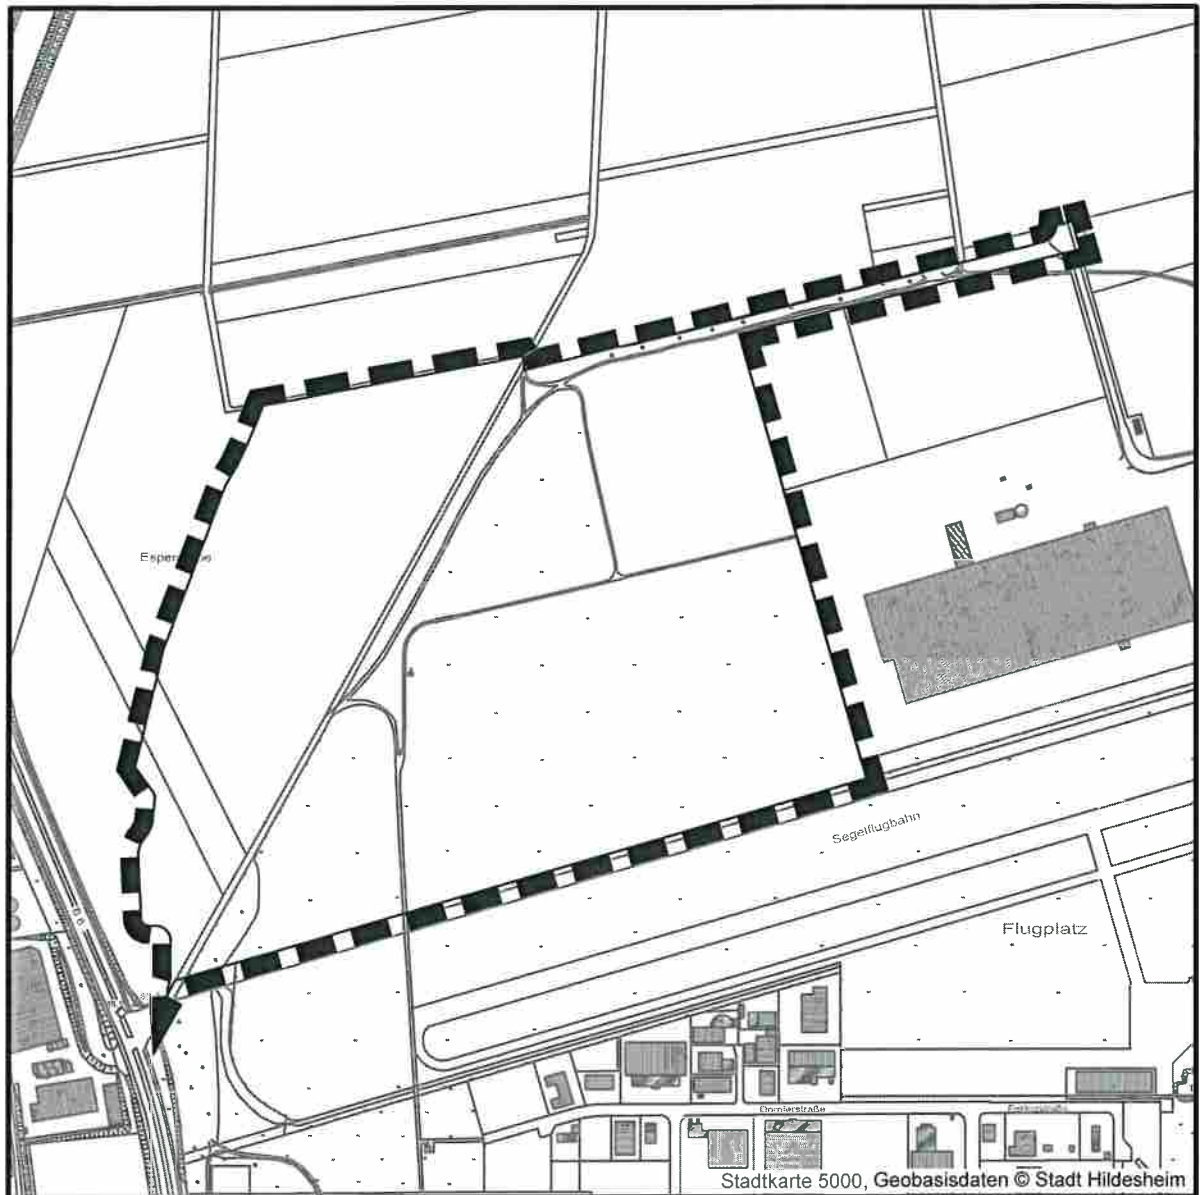 Segelflugbahn
Flugplatz
Dornierstraße
Stadtkarte 5000, Geobasisdaten © Stadt Hildesheim